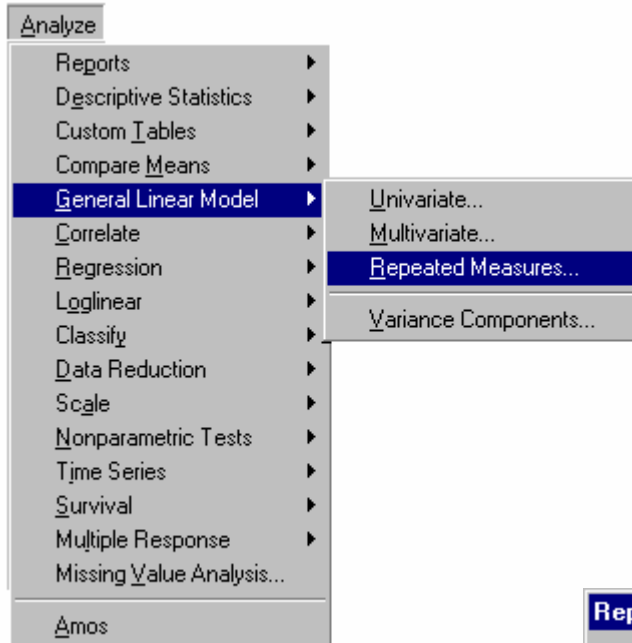 Analyze
Reports
Descriptive Statistics
Custom Tables
Compare Means
General Linear Model
Correlate
Regression
Loglinear
Classify
Data Reduction
Scale
Nonparametric Tests
Time Series
Survival
Multiple Response
Missing Value Analysis...
Amos
Univariate...
Multivariate...
Repeated Measures...
Variance Components...
Rep